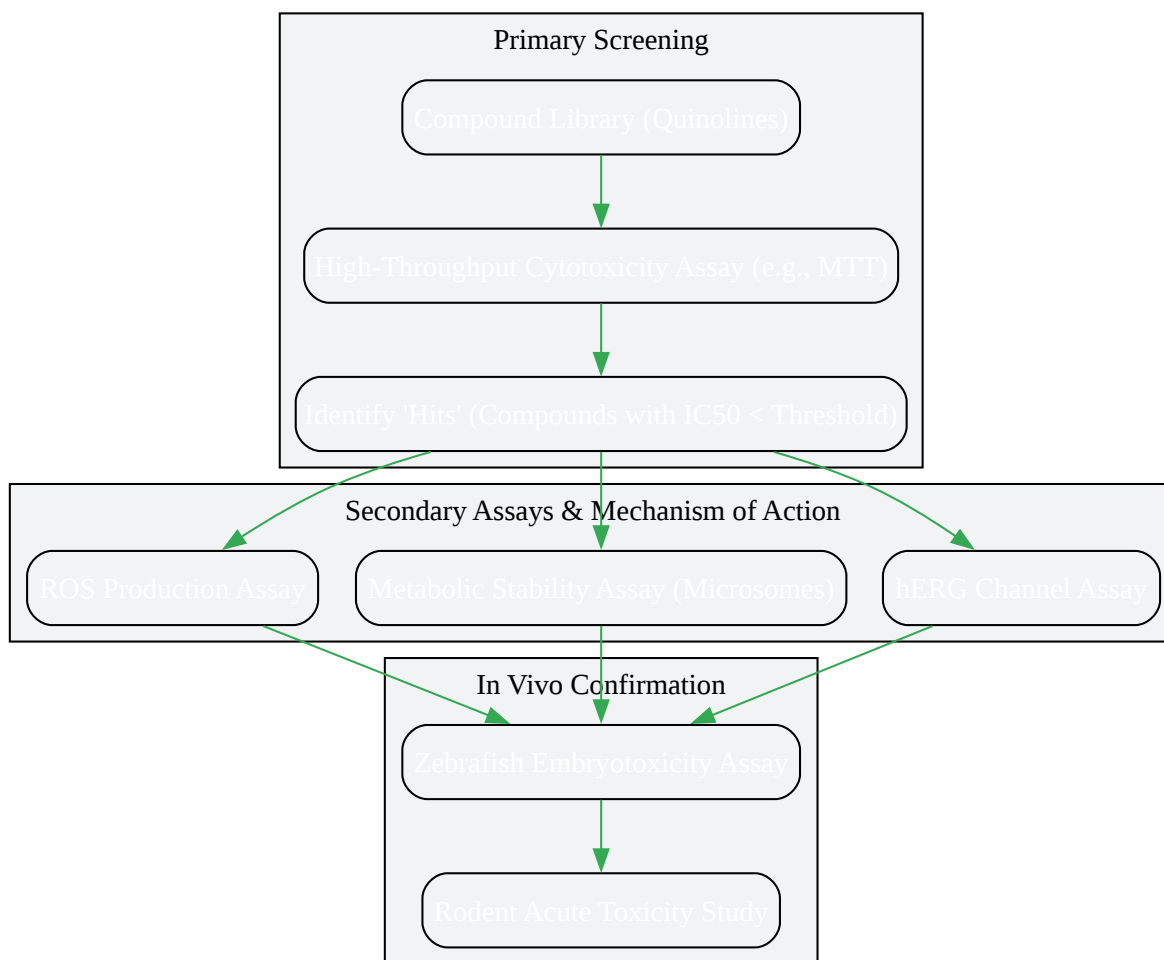 Primary Screening
Compound Library (Quinolines)
High-Throughput Cytotoxicity Assay (e.g., MTT)
Identify 'Hits' (Compounds with IC50 < Threshold)
Secondary Assays & Mechanism of Action
ROS Production Assay
Metabolic Stability Assay (Microsomes)
hERG Channel Assay
In Vivo Confirmation
Zebrafish Embryotoxicity Assay
Rodent Acute Toxicity Study